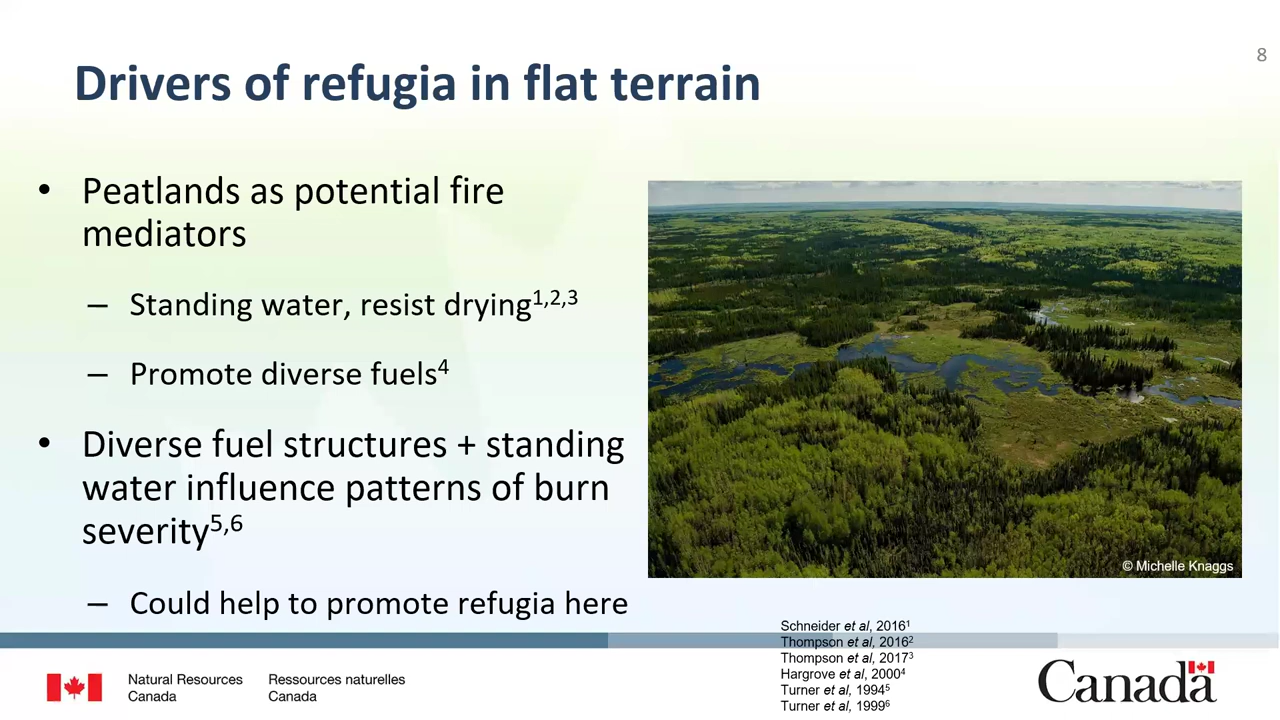 8
Drivers of refugia in flat terrain
• Peatlands as potential fire
mediators
– Standing water, resist drying1,2,3
– Promote diverse fuels4
• Diverse fuel structures + standing
water influence patterns of burn
severity5,6
– Could help to promote refugia here
© Michelle Knaggs
Schneider et al, 2016¹
Thompson et al, 2016²
Thompson et al, 2017³
Hargrove et al, 2000⁴
Turner et al, 1994⁵
Turner et al, 1999⁶
Natural Resources
Canada
Ressources naturelles
Canada
Canada